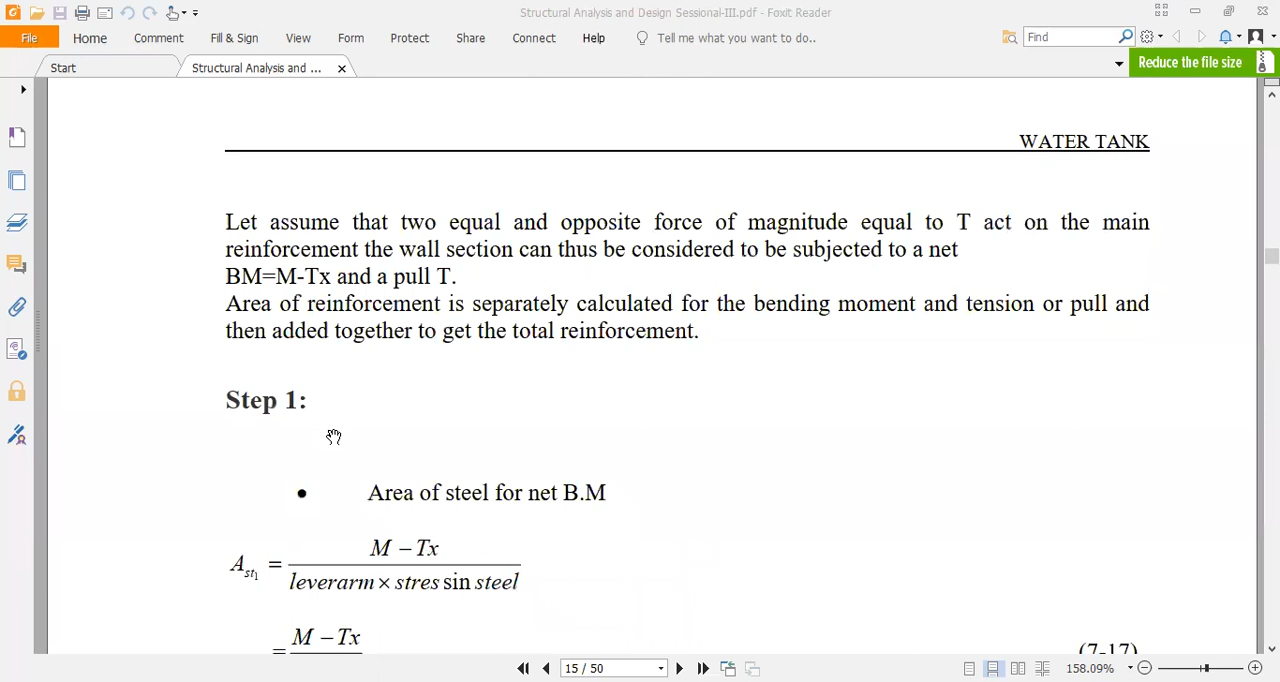 Structural Analysis and Design Sessional-III.pdf - Foxit Reader
File Home Comment Fill & Sign View Form Protect Share Connect Help Tell me what you want to do.. Find
Start Structural Analysis and ... Reduce the file size
WATER TANK
Let assume that two equal and opposite force of magnitude equal to T act on the main
reinforcement the wall section can thus be considered to be subjected to a net
BM=M-Tx and a pull T.
Area of reinforcement is separately calculated for the bending moment and tension or pull and
then added together to get the total reinforcement.
Step 1:
• Area of steel for net B.M
A_{st_1} = \frac{M - Tx}{leverarm × stres sin steel}
= M - Tx (7-17)
15 / 50 158.09%